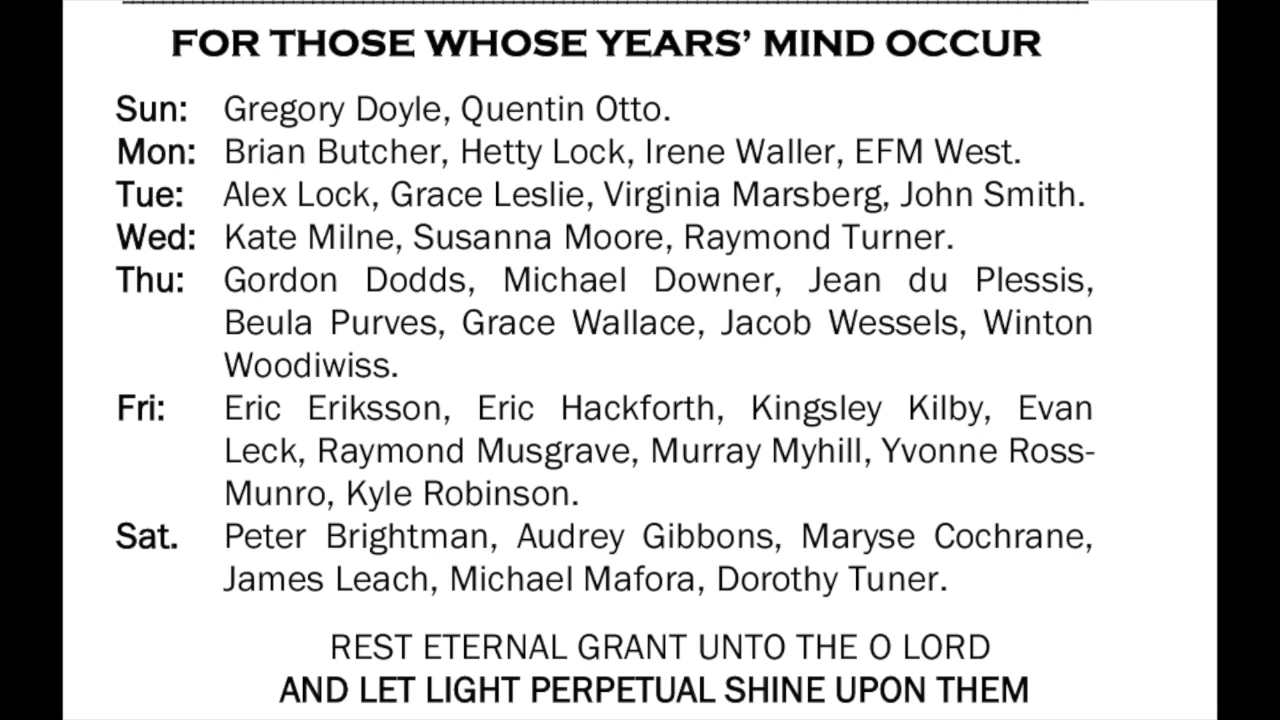 FOR THOSE WHOSE YEARS’ MIND OCCUR
Sun: Gregory Doyle, Quentin Otto.
Mon: Brian Butcher, Hetty Lock, Irene Waller, EFM West.
Tue: Alex Lock, Grace Leslie, Virginia Marsberg, John Smith.
Wed: Kate Milne, Susanna Moore, Raymond Turner.
Thu: Gordon Dodds, Michael Downer, Jean du Plessis,
Beula Purves, Grace Wallace, Jacob Wessels, Winton
Woodiwiss.
Fri: Eric Eriksson, Eric Hackforth, Kingsley Kilby, Evan
Leck, Raymond Musgrave, Murray Myhill, Yvonne Ross-
Munro, Kyle Robinson.
Sat. Peter Brightman, Audrey Gibbons, Maryse Cochrane,
James Leach, Michael Mafora, Dorothy Tuner.
REST ETERNAL GRANT UNTO THE O LORD
AND LET LIGHT PERPETUAL SHINE UPON THEM